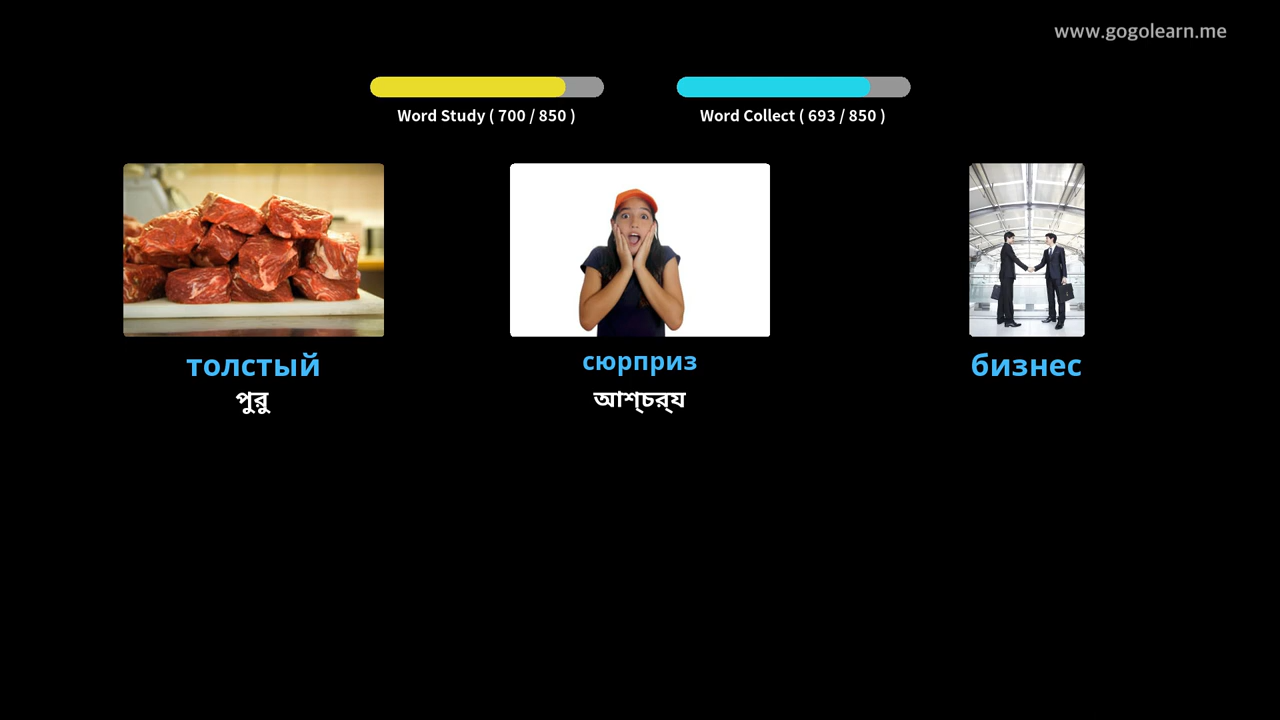 www.gogolearn.me
Word Study ( 700 / 850 )
Word Collect ( 693 / 850 )
толстый
сюрприз
бизнес
পুরু
আশ্চর্য